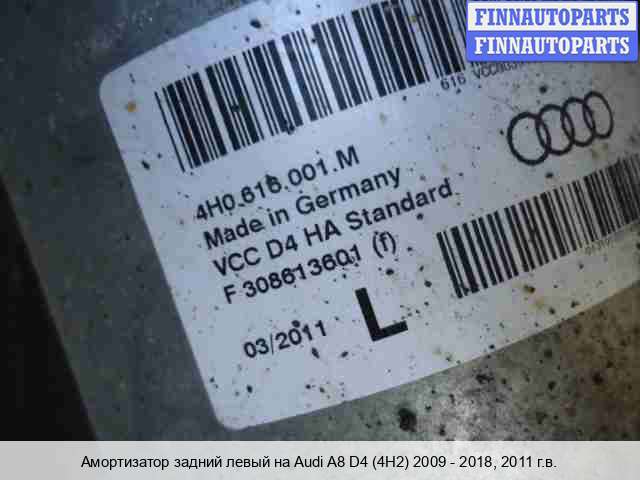 FINNAUTOPARTS
FINNAUTOPARTS
4H0.616.001.M
Made in Germany
VCC D4 HA Standard
F 308613601 (f)
03/2011
L
Амортизатор задний левый на Audi A8 D4 (4H2) 2009 - 2018, 2011 г.в.